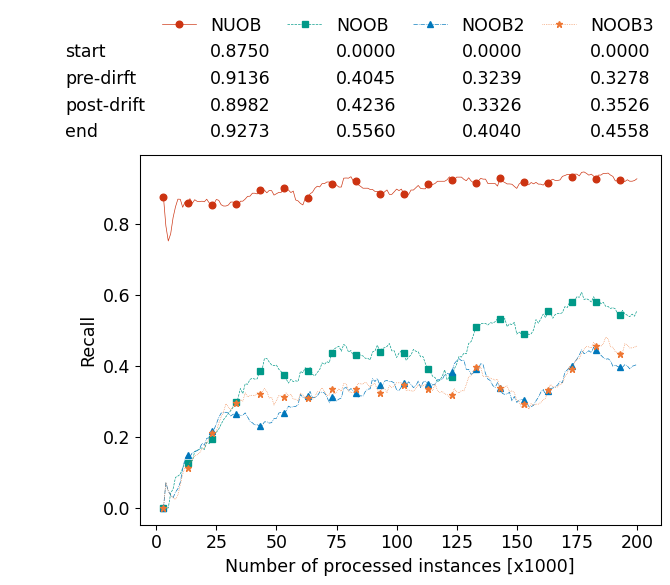 NUOB NOOB NOOB2 NOOB3
start 0.8750 0.0000 0.0000 0.0000
pre-dirft 0.9136 0.4045 0.3239 0.3278
post-drift 0.8982 0.4236 0.3326 0.3526
end 0.9273 0.5560 0.4040 0.4558
0.8
0.6
Recall
0.4
0.2
0.0
0 25 50 75 100 125 150 175 200
Number of processed instances [x1000]